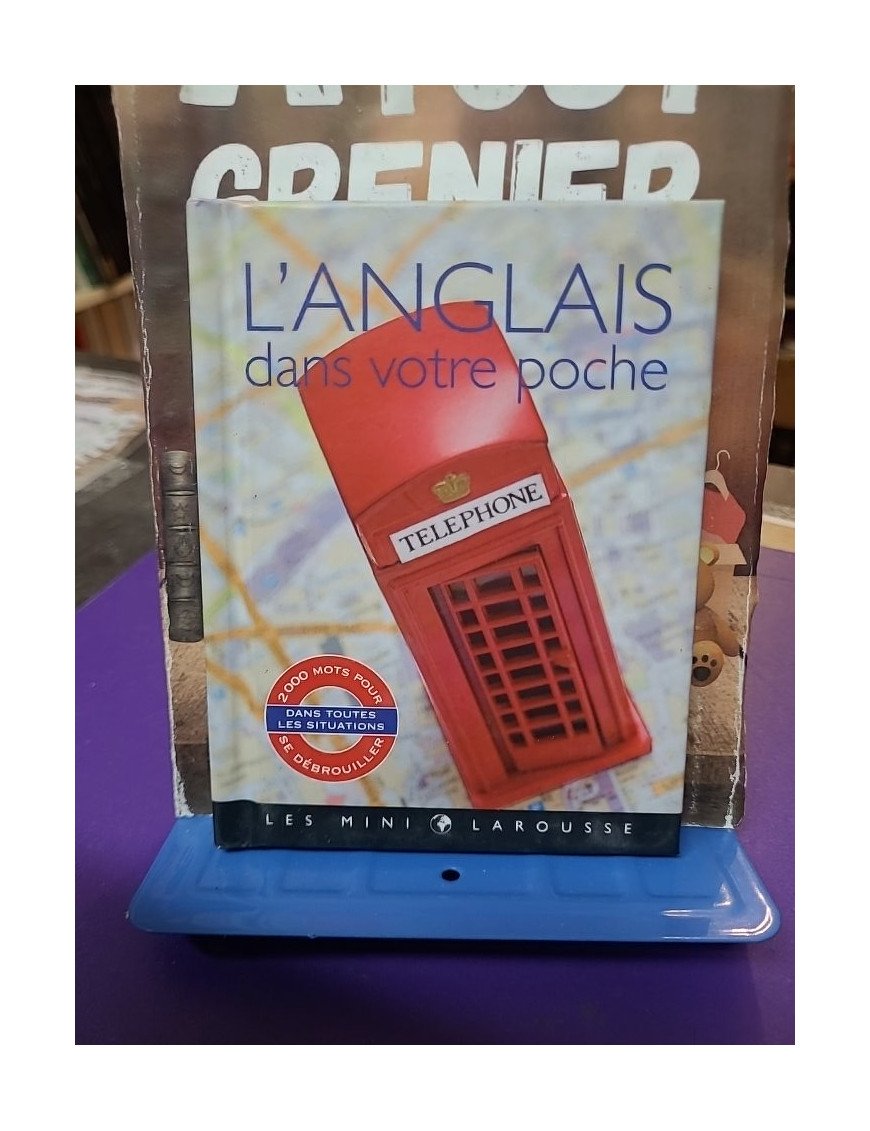 GRENIER
L'ANGLAIS
dans votre poche
TELEPHONE
2000 MOTS POUR
DANS TOUTES
LES SITUATIONS
SE DÉBROUILLER
LES MINI LAROUSSE